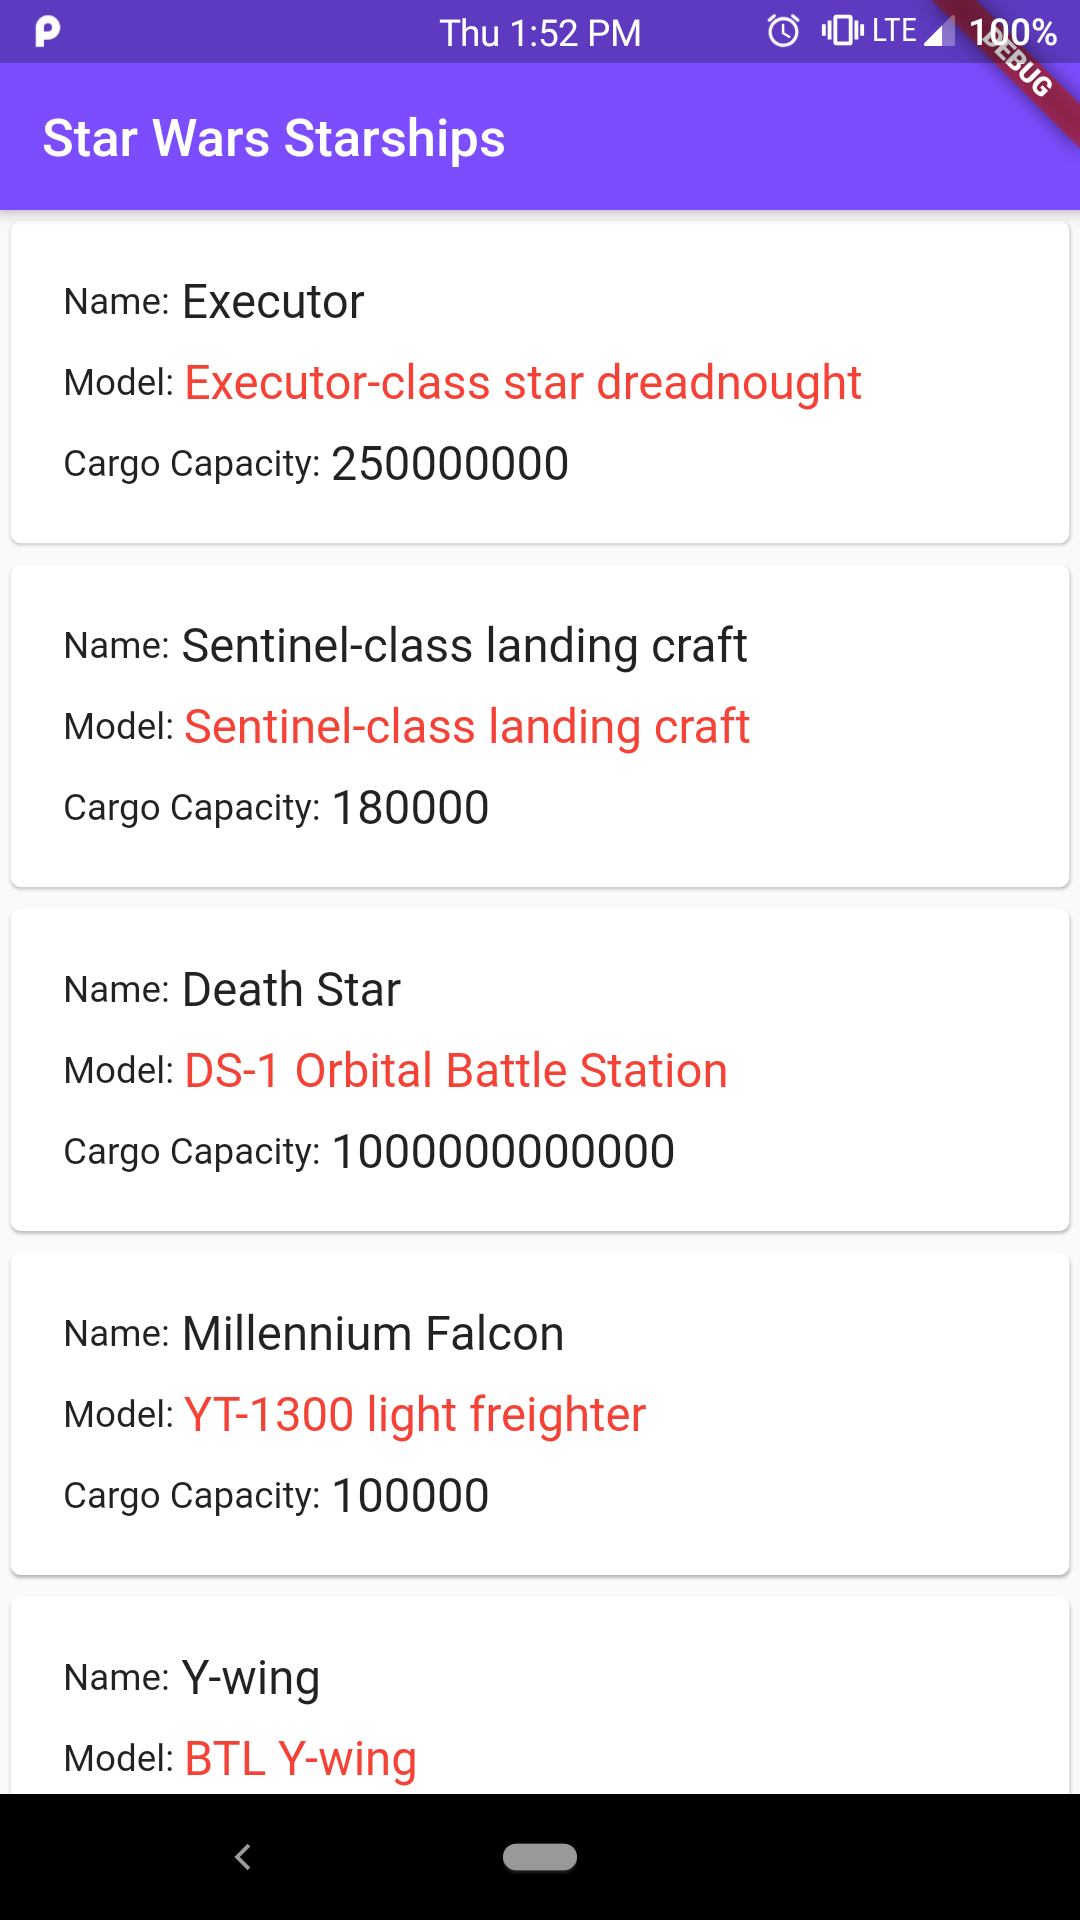 Thu 1:52 PM LTE 100%
DEBUG
Star Wars Starships
Name: Executor
Model: Executor-class star dreadnought
Cargo Capacity: 250000000
Name: Sentinel-class landing craft
Model: Sentinel-class landing craft
Cargo Capacity: 180000
Name: Death Star
Model: DS-1 Orbital Battle Station
Cargo Capacity: 1000000000000
Name: Millennium Falcon
Model: YT-1300 light freighter
Cargo Capacity: 100000
Name: Y-wing
Model: BTL Y-wing